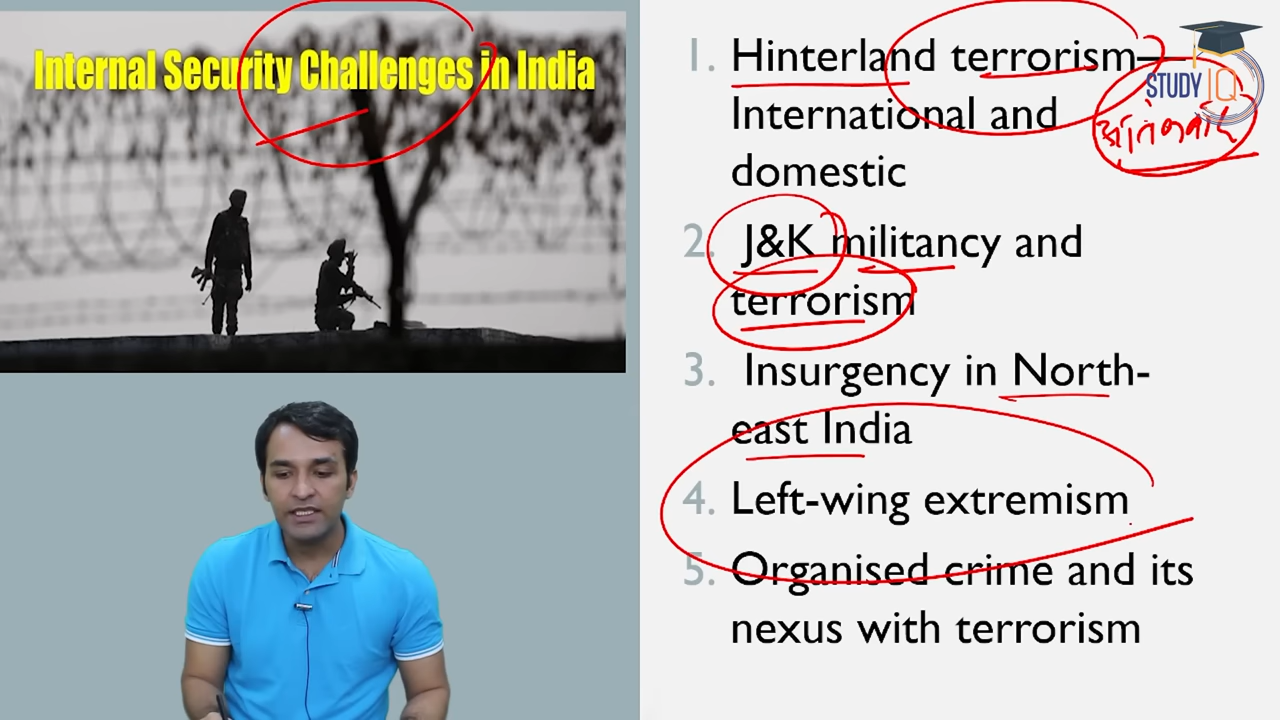 Internal Security Challenges in India
1. Hinterland terrorism—
International and
domestic
2. J&K militancy and
terrorism
3. Insurgency in North-
east India
4. Left-wing extremism
5. Organised crime and its
nexus with terrorism
STUDY IQ